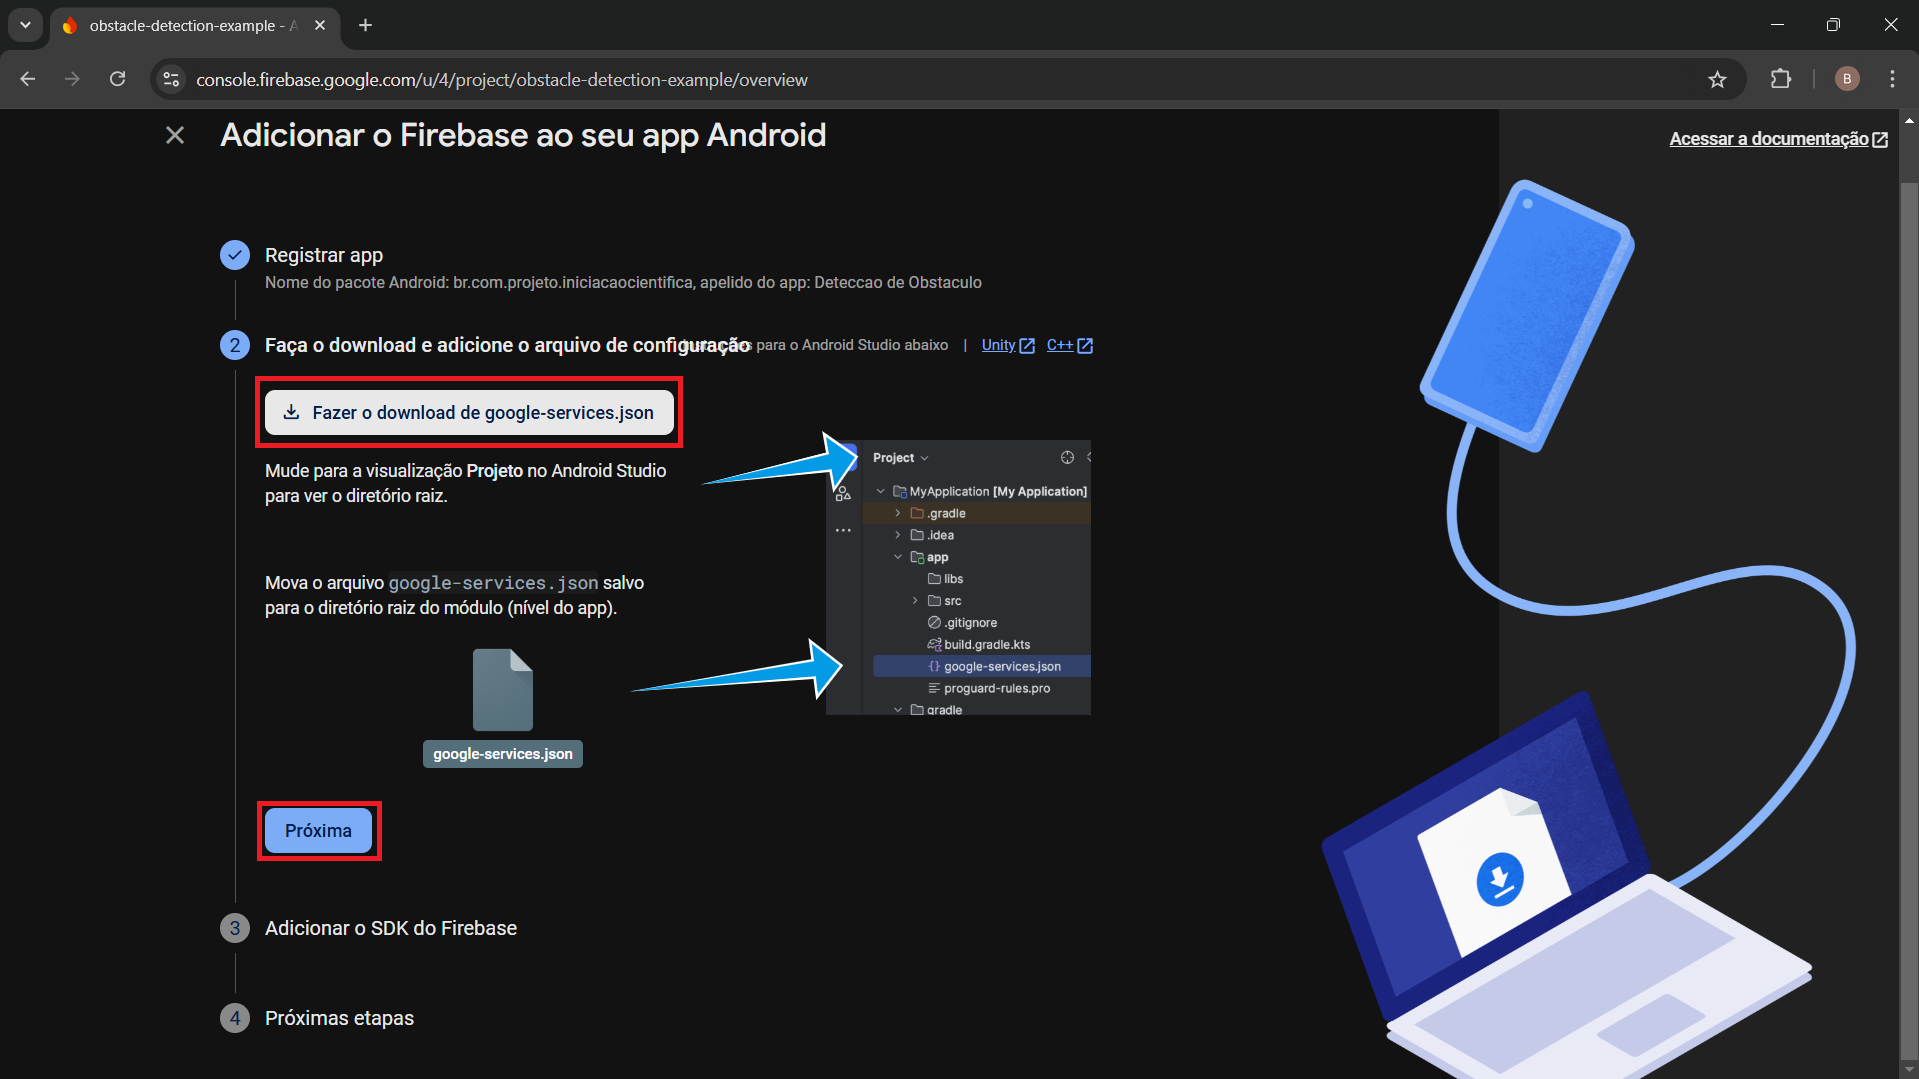 obstacle-detection-example - A
console.firebase.google.com/u/4/project/obstacle-detection-example/overview
B
Adicionar o Firebase ao seu app Android
Acessar a documentação
Registrar app
Nome do pacote Android: br.com.projeto.iniciacaocientifica, apelido do app: Deteccao de Obstaculo
2
Faça o download e adicione o arquivo de configuração
para o Android Studio abaixo | Unity C++
Fazer o download de google-services.json
Mude para a visualização Projeto no Android Studio
para ver o diretório raiz.
Mova o arquivo google-services.json salvo
para o diretório raiz do módulo (nível do app).
google-services.json
Project
MyApplication [My Application]
.gradle
.idea
app
libs
src
.gitignore
build.gradle.kts
{} google-services.json
proguard-rules.pro
gradle
Próxima
3 Adicionar o SDK do Firebase
4 Próximas etapas